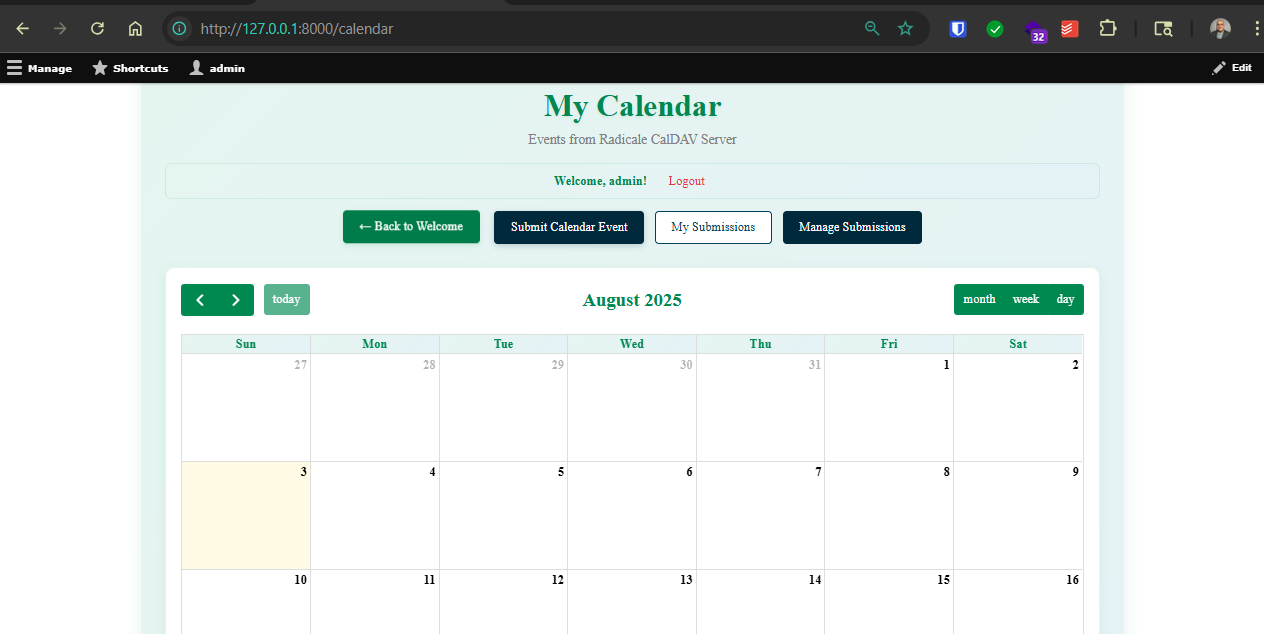 http://127.0.0.1:8000/calendar
32
Manage Shortcuts admin Edit
My Calendar
Events from Radicale CalDAV Server
Welcome, admin! Logout
← Back to Welcome Submit Calendar Event My Submissions Manage Submissions
today August 2025 month week day
Sun Mon Tue Wed Thu Fri Sat
27 28 29 30 31 1 2
3 4 5 6 7 8 9
10 11 12 13 14 15 16